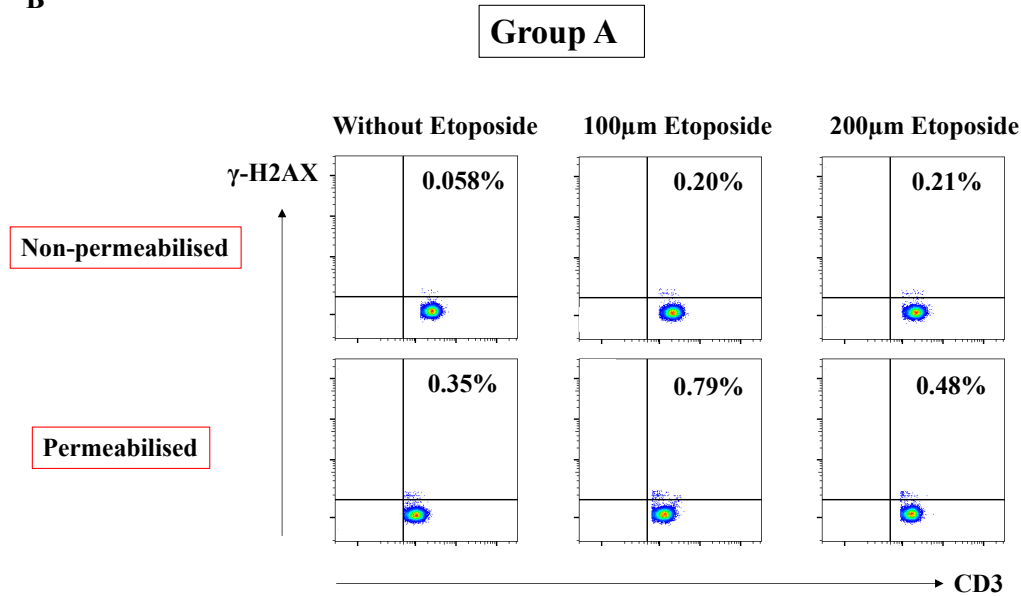 B
Group A
Without Etoposide
100µm Etoposide
200µm Etoposide
γ-H2AX
0.058%
0.20%
0.21%
Non-permeabilised
0.35%
0.79%
0.48%
Permeabilised
CD3